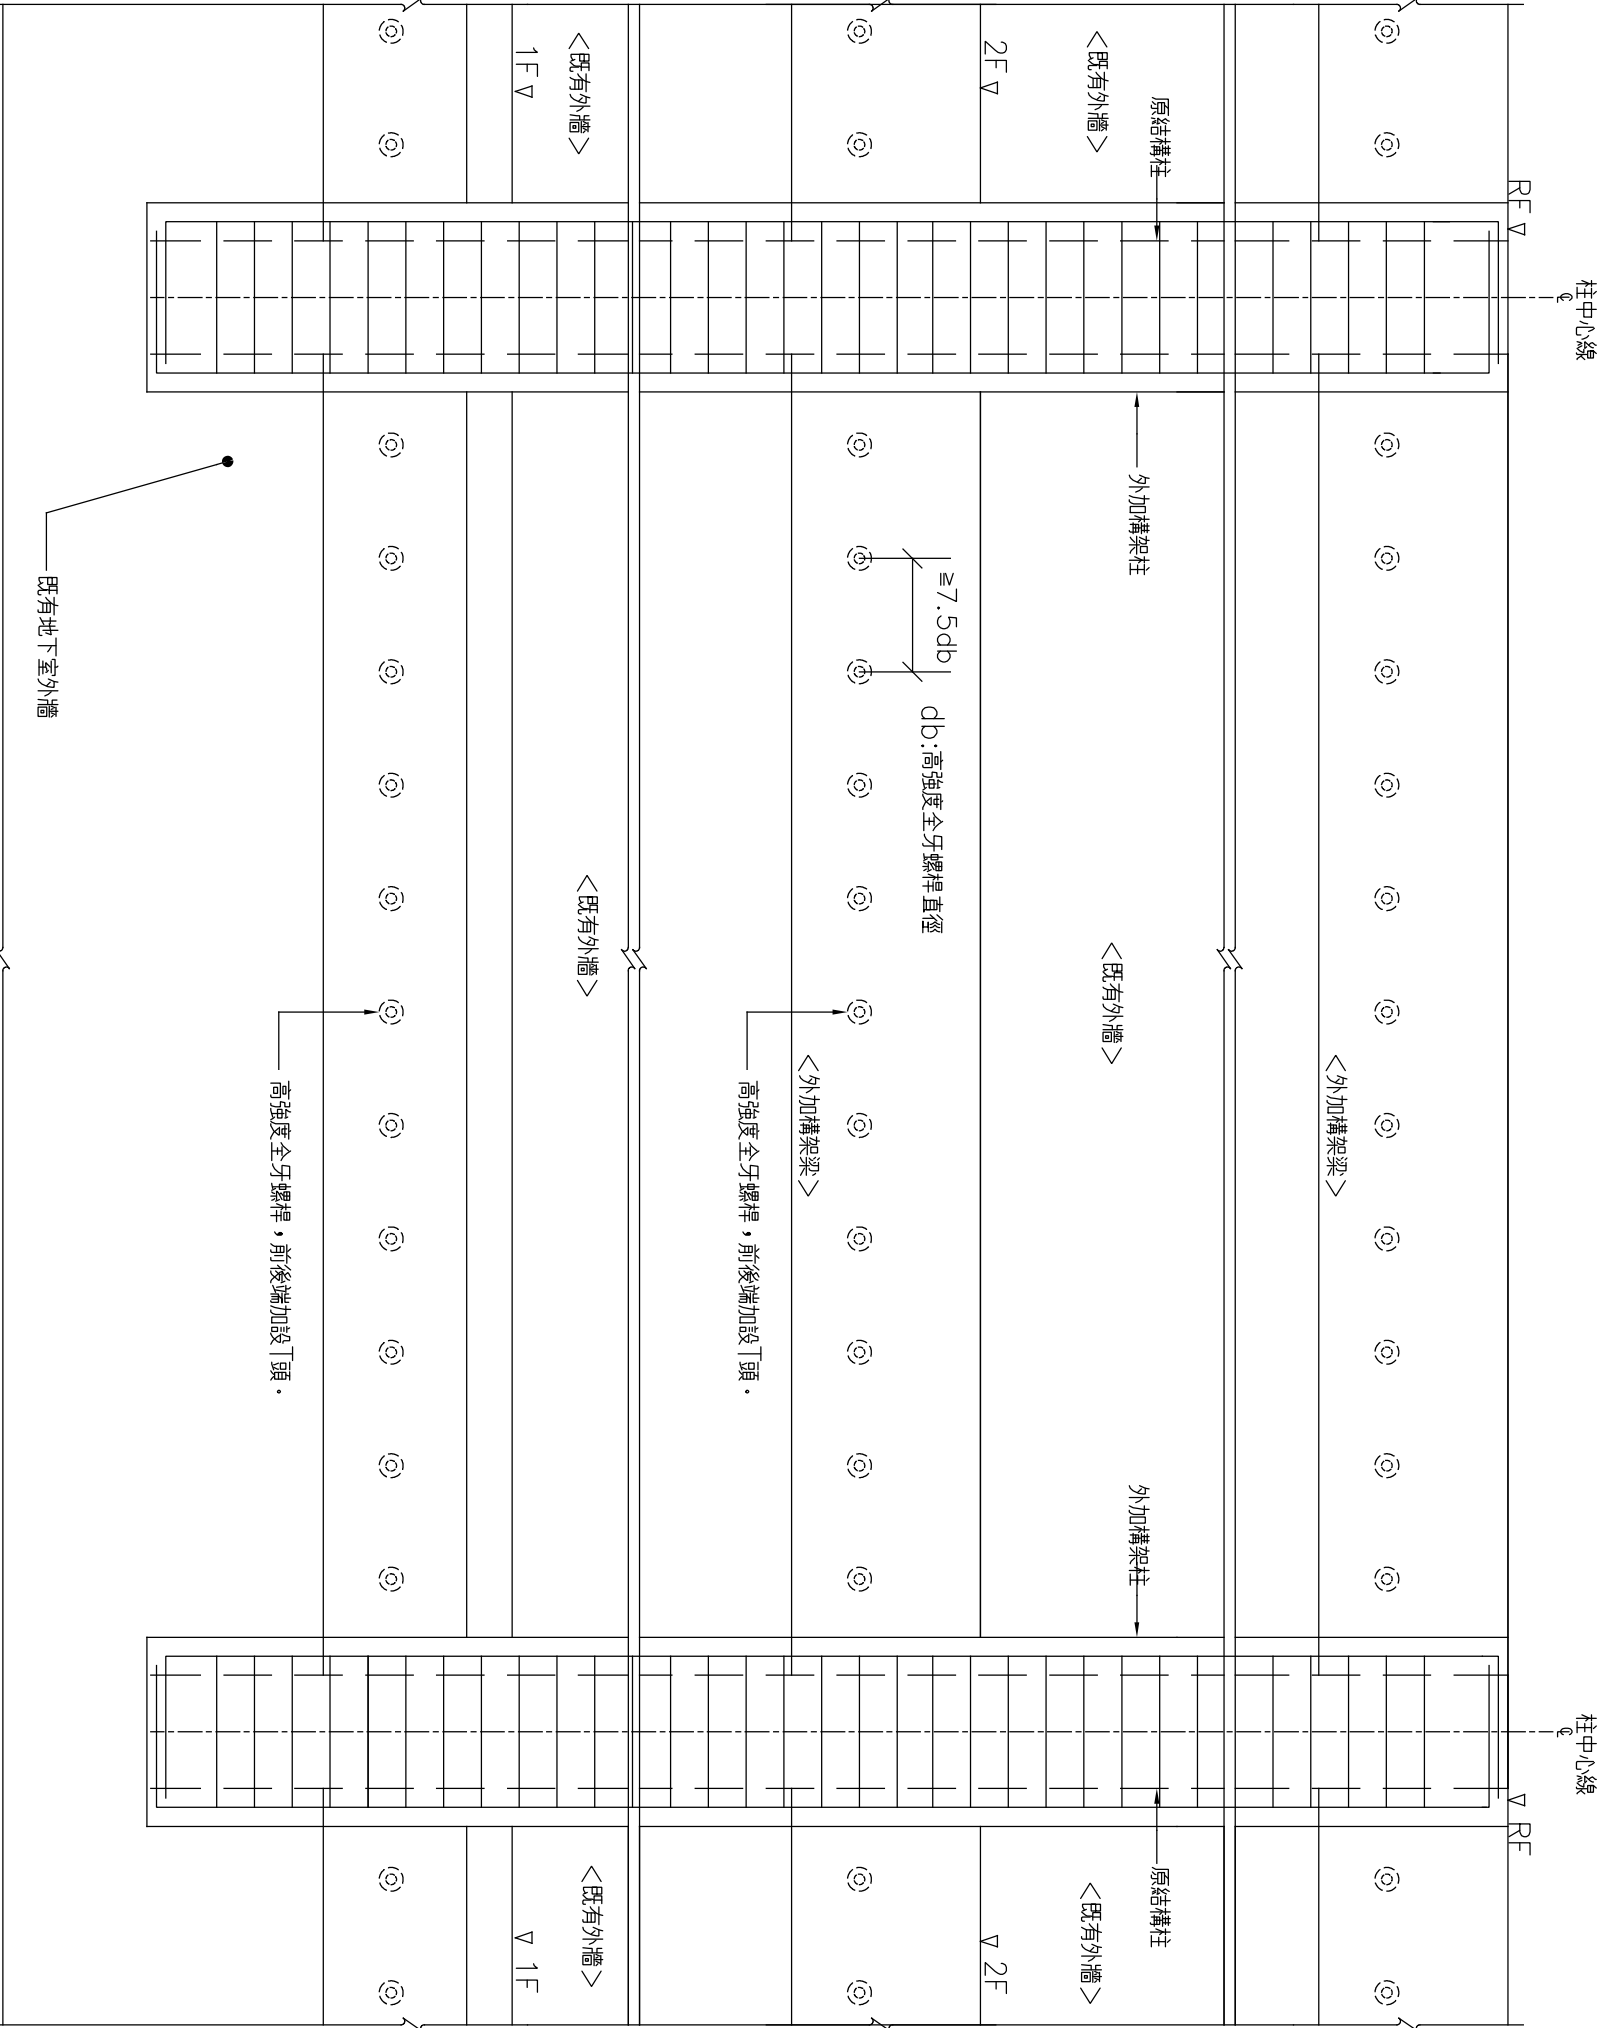 柱中心線
柱中心線
RF
RF
<外加構架梁>
原結構柱
原結構柱
外加構架柱
外加構架柱
<既有外牆>
<既有外牆>
<既有外牆>
2F
2F
≧7.5db
db:高強度全牙螺桿直徑
<外加構架梁>
高強度全牙螺桿，前後端加設T頭。
<既有外牆>
<既有外牆>
<既有外牆>
1F
1F
高強度全牙螺桿，前後端加設T頭。
既有地下室外牆